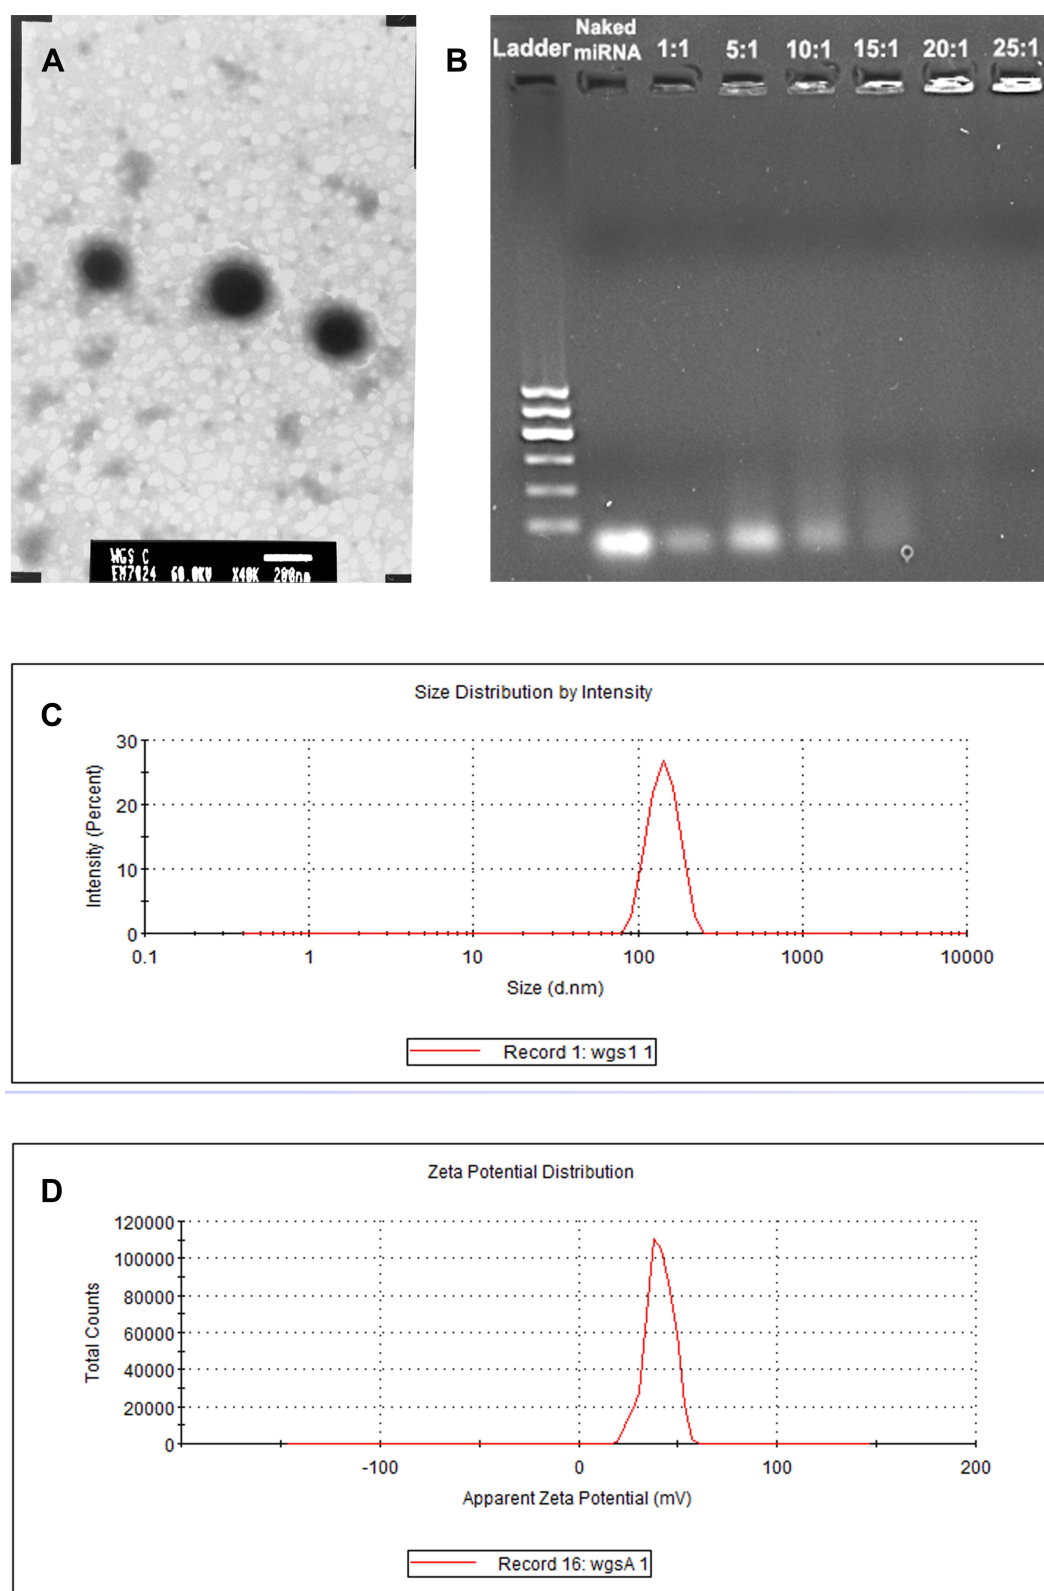 A
WGS C
EM7024 60.0KV X40K 200nm
B
Ladder
Naked
miRNA
1:1 5:1 10:1 15:1 20:1 25:1
C
Size Distribution by Intensity
Intensity (Percent)
30
20
10
0
0.1 1 10 100 1000 10000
Size (d.nm)
Record 1: wgs1 1
D
Zeta Potential Distribution
Total Counts
120000
100000
80000
60000
40000
20000
0
-100 0 100 200
Apparent Zeta Potential (mV)
Record 16: wgsA 1